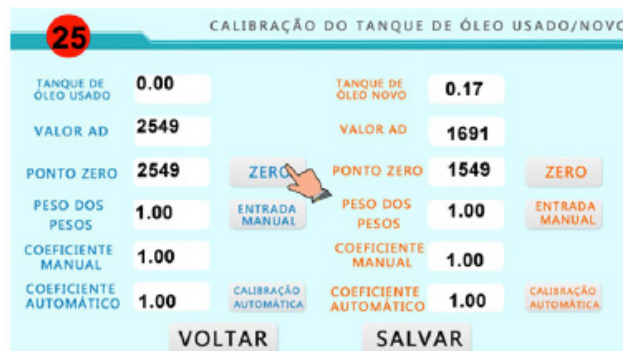 25
CALIBRAÇÃO DO TANQUE DE ÓLEO USADO/NOVO
TANQUE DE
ÓLEO USADO
0.00
TANQUE DE
ÓLEO NOVO
0.17
VALOR AD
2549
VALOR AD
1691
PONTO ZERO
2549
ZERO
PONTO ZERO
1549
ZERO
PESO DOS
PESOS
1.00
ENTRADA
MANUAL
PESO DOS
PESOS
1.00
ENTRADA
MANUAL
COEFICIENTE
MANUAL
1.00
COEFICIENTE
MANUAL
1.00
COEFICIENTE
AUTOMÁTICO
1.00
CALIBRAÇÃO
AUTOMÁTICA
COEFICIENTE
AUTOMÁTICO
1.00
CALIBRAÇÃO
AUTOMÁTICA
VOLTAR
SALVAR